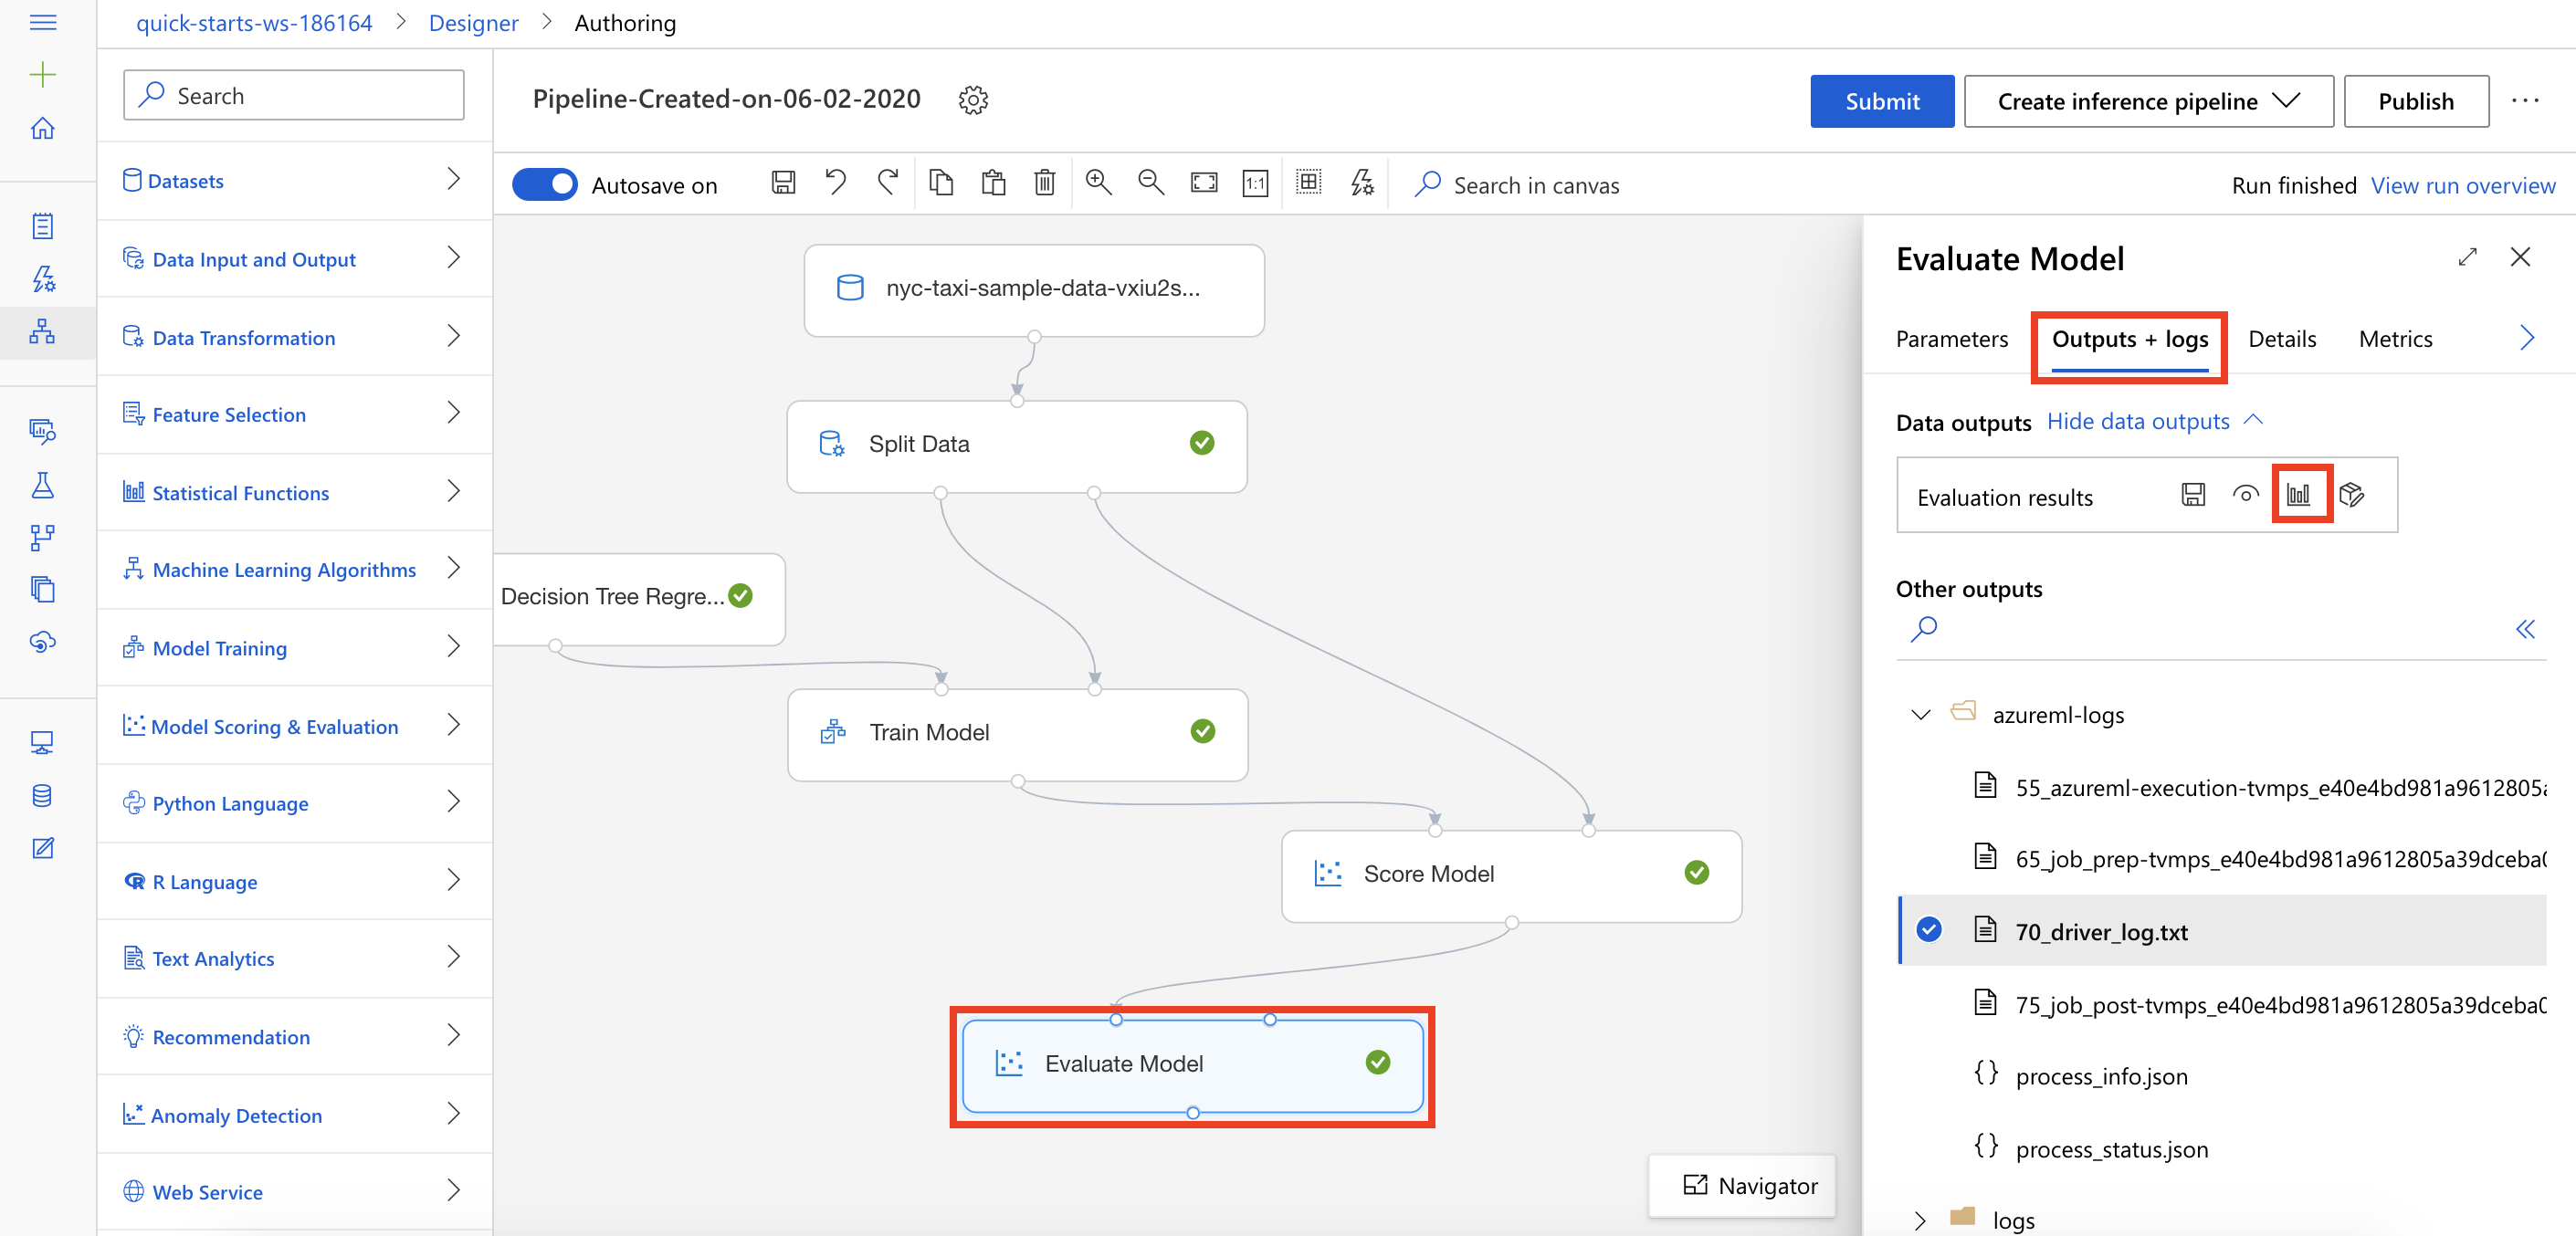 quick-starts-ws-186164 > Designer > Authoring
Search
Datasets
Data Input and Output
Data Transformation
Feature Selection
Statistical Functions
Machine Learning Algorithms
Model Training
Model Scoring & Evaluation
Python Language
R Language
Text Analytics
Recommendation
Anomaly Detection
Web Service
Pipeline-Created-on-06-02-2020
Submit
Create inference pipeline
Publish
Autosave on
1:1
Search in canvas
Run finished View run overview
nyc-taxi-sample-data-vxiu2s...
Split Data
Decision Tree Regre...
Train Model
Score Model
Evaluate Model
Navigator
Evaluate Model
Parameters Outputs + logs Details Metrics
Data outputs Hide data outputs
Evaluation results
Other outputs
azureml-logs
55_azureml-execution-tvmps_e40e4bd981a9612805a
65_job_prep-tvmps_e40e4bd981a9612805a39dceba0
70_driver_log.txt
75_job_post-tvmps_e40e4bd981a9612805a39dceba0
process_info.json
process_status.json
logs